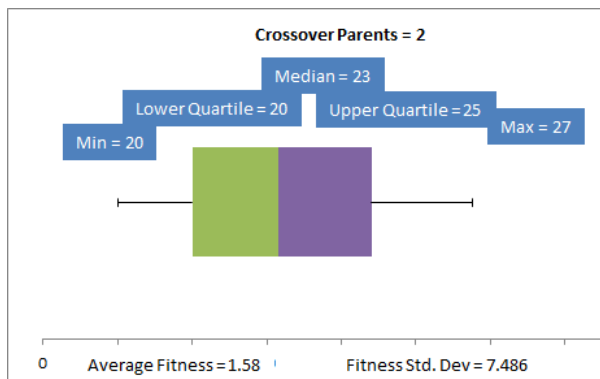 Crossover Parents = 2
Median = 23
Lower Quartile = 20
Upper Quartile = 25
Max = 27
Min = 20
0
Average Fitness = 1.58
Fitness Std. Dev = 7.486